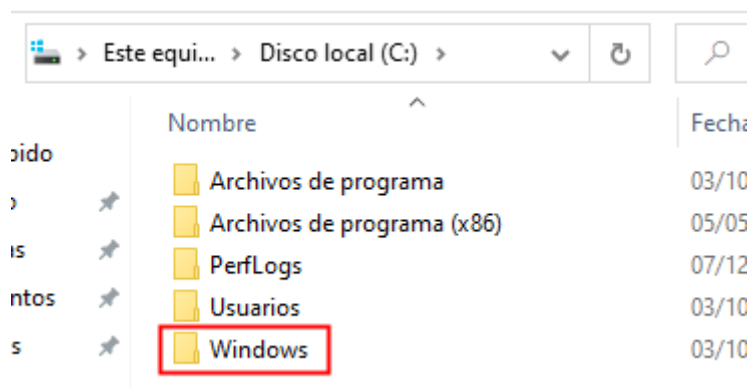 Este equi... > Disco local (C:) >
Nombre Fecha
Archivos de programa 03/10
Archivos de programa (x86) 05/05
PerfLogs 07/12
Usuarios 03/10
Windows 03/10